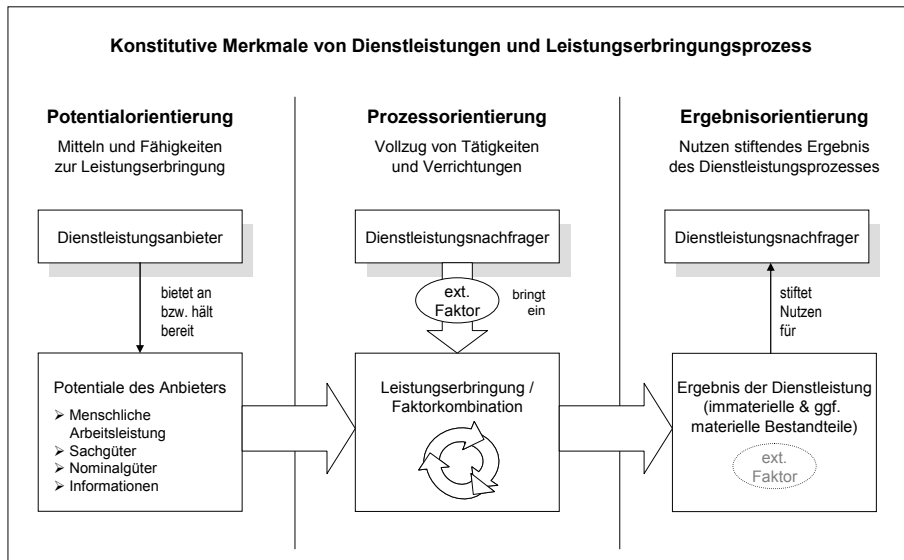 Konstitutive Merkmale von Dienstleistungen und Leistungserbringungsprozess
Potentialorientierung
Mitteln und Fähigkeiten
zur Leistungserbringung
Dienstleistungsanbieter
bietet an
bzw. hält
bereit
Potentiale des Anbieters
➢ Menschliche
Arbeitsleistung
➢ Sachgüter
➢ Nominalgüter
➢ Informationen
Prozessorientierung
Vollzug von Tätigkeiten
und Verrichtungen
Dienstleistungsnachfrager
ext.
Faktor
bringt
ein
Leistungserbringung /
Faktorkombination
Ergebnisorientierung
Nutzen stiftendes Ergebnis
des Dienstleistungsprozesses
Dienstleistungsnachfrager
stiftet
Nutzen
für
Ergebnis der Dienstleistung
(immaterielle & ggf.
materielle Bestandteile)
ext.
Faktor